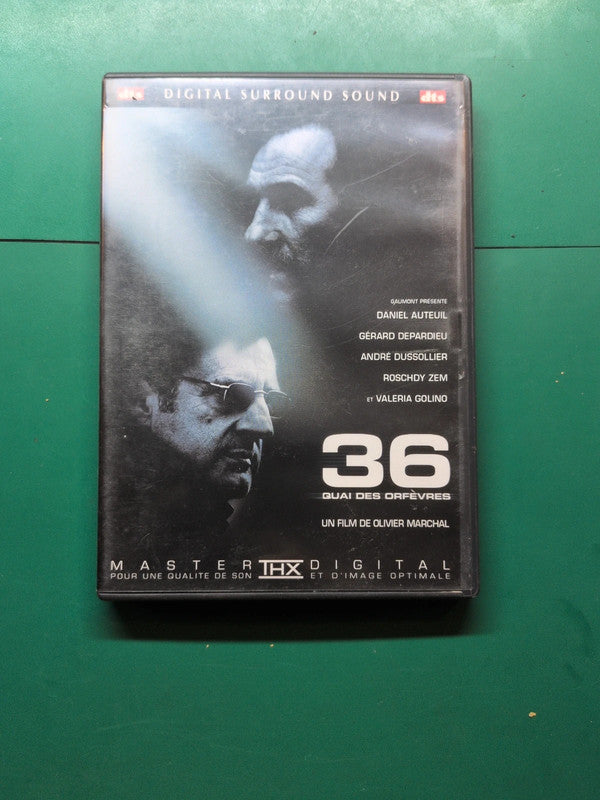 dts DIGITAL SURROUND SOUND dts
GAUMONT PRÉSENTE
DANIEL AUTEUIL
GÉRARD DEPARDIEU
ANDRÉ DUSSOLLIER
ROSCHDY ZEM
ET VALERIA GOLINO
36
QUAI DES ORFÈVRES
UN FILM DE OLIVIER MARCHAL
MASTER THX DIGITAL
POUR UNE QUALITE DE SON ET D'IMAGE OPTIMALE